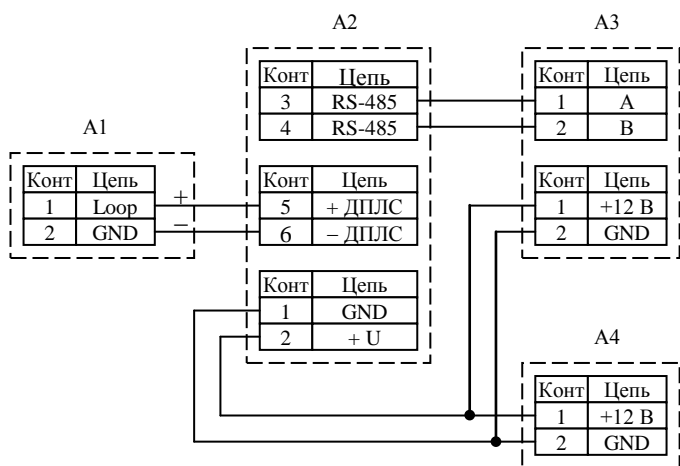 A2
A3
Конт Цепь
3 RS-485
4 RS-485
Конт Цепь
1 A
2 B
A1
Конт Цепь
1 Loop +
2 GND –
Конт Цепь
5 + ДПЛС
6 – ДПЛС
Конт Цепь
1 +12 В
2 GND
Конт Цепь
1 GND
2 + U
A4
Конт Цепь
1 +12 В
2 GND